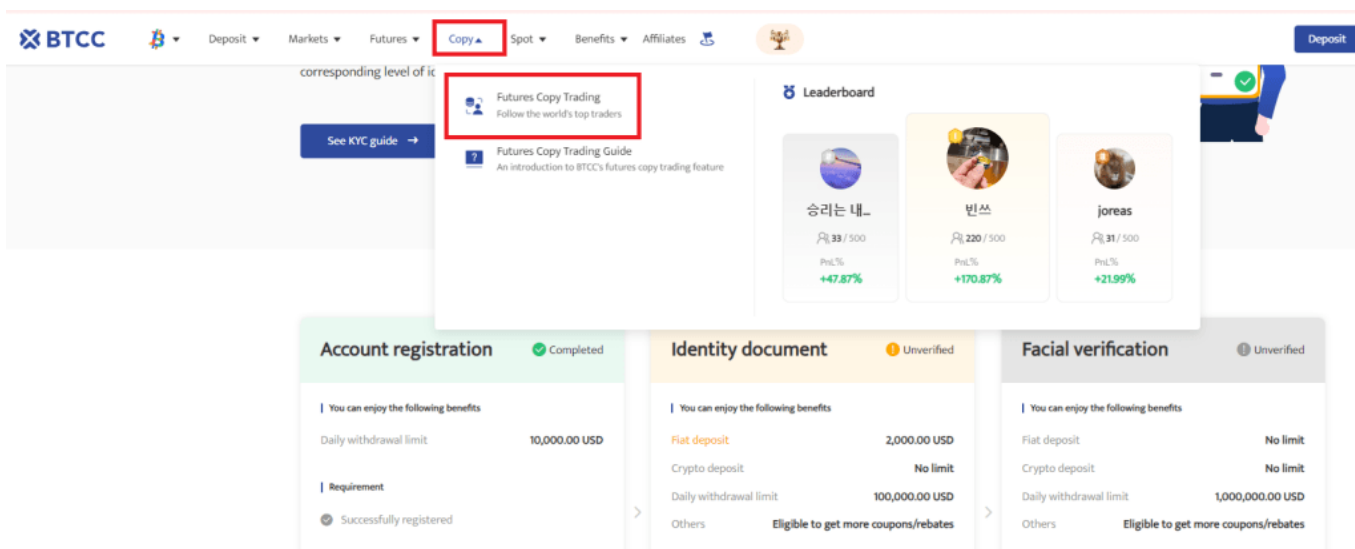 BTCC
Deposit
Markets
Futures
Copy
Spot
Benefits
Affiliates
Deposit
corresponding level of ic
See KYC guide →
Futures Copy Trading
Follow the world's top traders
Futures Copy Trading Guide
An introduction to BTCC's futures copy trading feature
Leaderboard
승리는 내...
33 / 500
PnL%
+47.87%
빈쓰
220 / 500
PnL%
+170.87%
joreas
31 / 500
PnL%
+21.99%
Account registration
Completed
You can enjoy the following benefits
Daily withdrawal limit 10,000.00 USD
Requirement
Successfully registered
Identity document
Unverified
You can enjoy the following benefits
Fiat deposit 2,000.00 USD
Crypto deposit No limit
Daily withdrawal limit 100,000.00 USD
Others Eligible to get more coupons/rebates
Facial verification
Unverified
You can enjoy the following benefits
Fiat deposit No limit
Crypto deposit No limit
Daily withdrawal limit 1,000,000.00 USD
Others Eligible to get more coupons/rebates